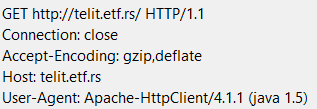 GET http://telit.etf.rs/ HTTP/1.1
Connection: close
Accept-Encoding: gzip,deflate
Host: telit.etf.rs
User-Agent: Apache-HttpClient/4.1.1 (java 1.5)